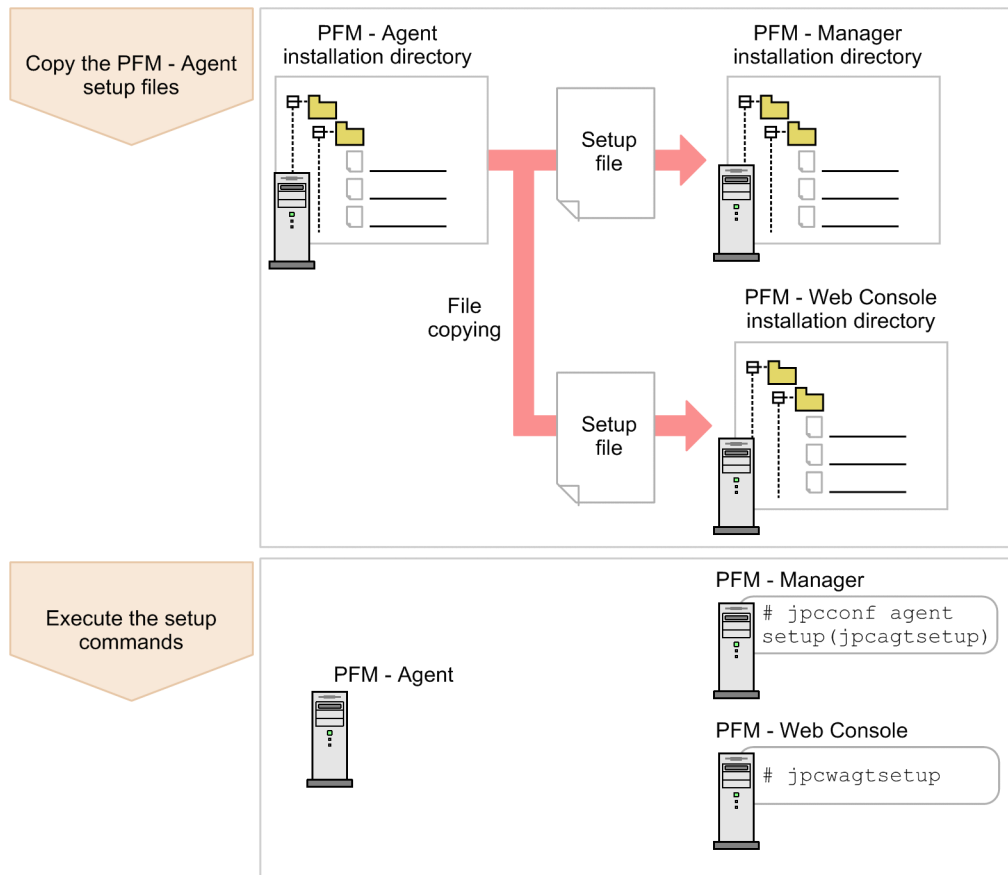 Copy the PFM - Agent
setup files
PFM - Agent
installation directory
PFM - Manager
installation directory
Setup
file
File
copying
PFM - Web Console
installation directory
Setup
file
Execute the setup
commands
PFM - Agent
PFM - Manager
# jpcconf agent
setup(jpcagtsetup)
PFM - Web Console
# jpcwagtsetup